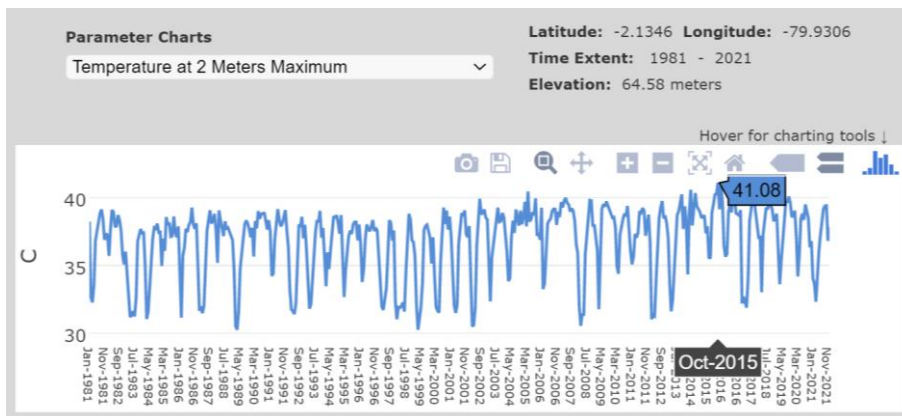 Parameter Charts
Temperature at 2 Meters Maximum
Latitude: -2.1346 Longitude: -79.9306
Time Extent: 1981 - 2021
Elevation: 64.58 meters
Hover for charting tools ↓
41.08
40
35
30
C
Jan-1981
Nov-1981
Sep-1982
Jul-1983
May-1984
Mar-1985
Jan-1986
Nov-1986
Sep-1987
Jul-1988
May-1989
Mar-1990
Jan-1991
Nov-1991
Sep-1992
Jul-1993
May-1994
Mar-1995
Jan-1996
Nov-1996
Sep-1997
Jul-1998
May-1999
Mar-2000
Jan-2001
Nov-2001
Sep-2002
Jul-2003
May-2004
Mar-2005
Jan-2006
Nov-2006
Sep-2007
Jul-2008
May-2009
Mar-2010
Jan-2011
Nov-2011
Sep-2012
Oct-2015
Jul-2018
May-2019
Mar-2020
Jan-2021
Nov-2021